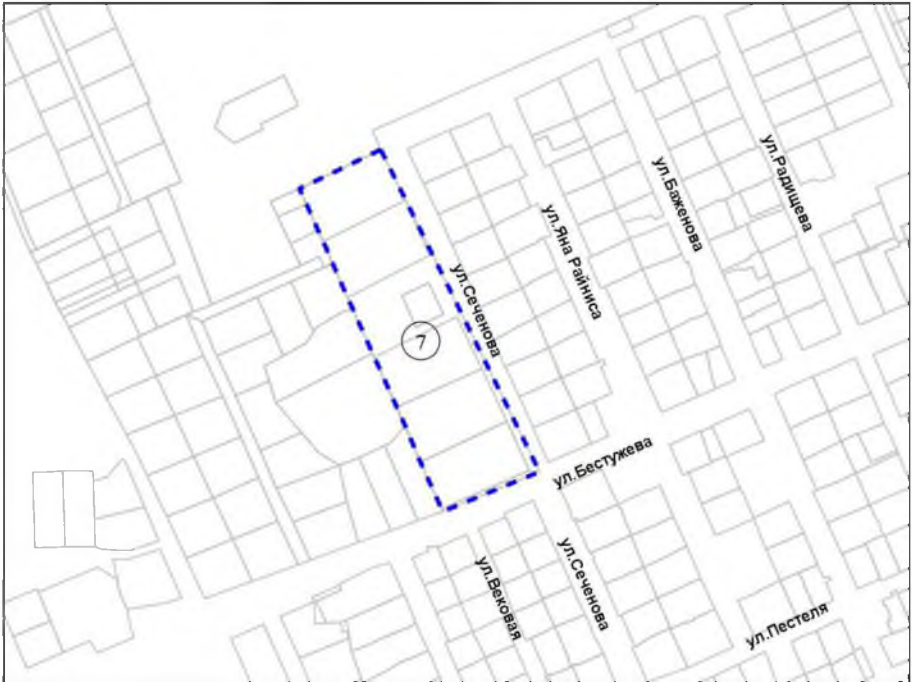 ул.Радищева
ул.Баженова
ул.Яна Райниса
ул.Сеченова
7
ул.Бестужева
ул.Сеченова
ул.Вековая
ул.Пестеля